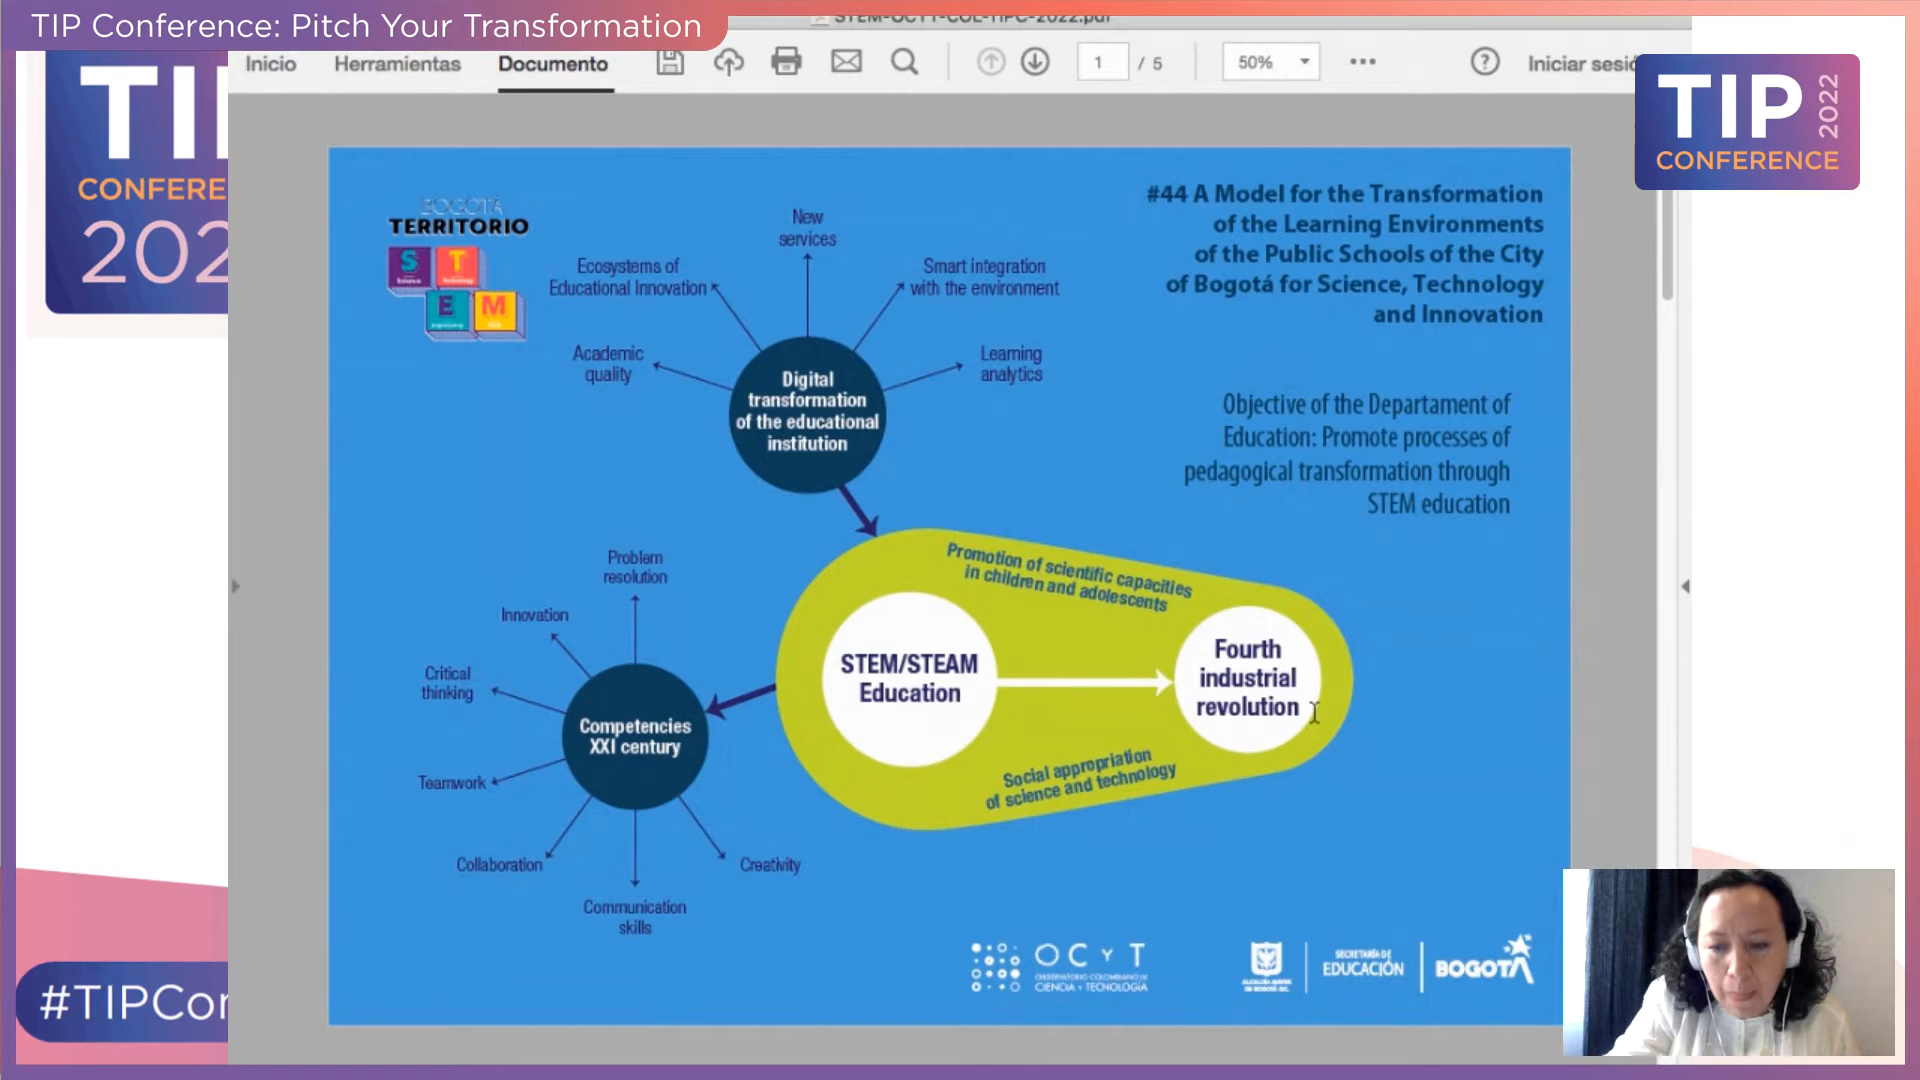 TIP Conference: Pitch Your Transformation
STEM-OCYT-COL-TIPC-2022.pdf
Inicio
Herramientas
Documento
1
/ 5
50%
Iniciar sesió
TI
CONFERE
202
TIP
2022
CONFERENCE
BOGOTÁ
TERRITORIO
S
Science
T
Technology
E
Engineering
M
#44 A Model for the Transformation
of the Learning Environments
of the Public Schools of the City
of Bogotá for Science, Technology
and Innovation
Objective of the Departament of
Education: Promote processes of
pedagogical transformation through
STEM education
New
services
Ecosystems of
Educational Innovation
Smart integration
with the environment
Academic
quality
Learning
analytics
Digital
transformation
of the educational
institution
Promotion of scientific capacities
in children and adolescents
STEM/STEAM
Education
Fourth
industrial
revolution
Social appropriation
of science and technology
Problem
resolution
Innovation
Critical
thinking
Competencies
XXI century
Teamwork
Collaboration
Creativity
Communication
skills
OCyT
OBSERVATORIO COLOMBIANO DE
CIENCIA Y TECNOLOGÍA
ALCALDÍA MAYOR
DE BOGOTÁ D.C.
SECRETARÍA DE
EDUCACIÓN
BOGOTÁ
#TIPCon